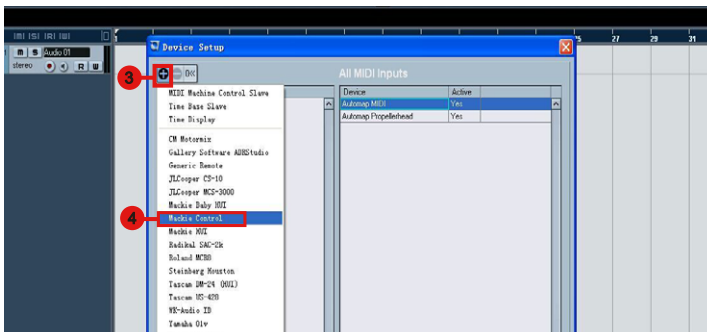 |M| |S| |R| |W|
m S Audio 01
stereo R W
27 29 31
Device Setup
3
All MIDI Inputs
Device Active
Automap MIDI Yes
Automap Propellerhead Yes
MIDI Machine Control Slave
Time Base Slave
Time Display
CM Motormix
Gallery Software ADRStudio
Generic Remote
JLCooper CS-10
JLCooper MCS-3000
Mackie Baby HUI
4 Mackie Control
Mackie HUI
Radikal SAC-2k
Roland MCR8
Steinberg Houston
Tascam DM-24 (HUI)
Tascam US-428
WK-Audio ID
Yamaha 01v